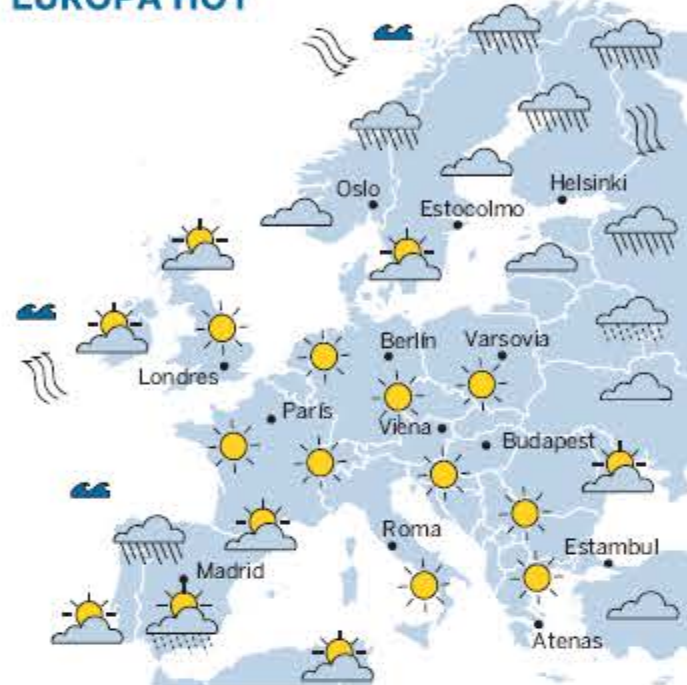 EUROPA HOY
Oslo
Helsinki
Estocolmo
Berlín
Varsovia
Londres
París
Viena
Budapest
Roma
Estambul
Madrid
Atenas